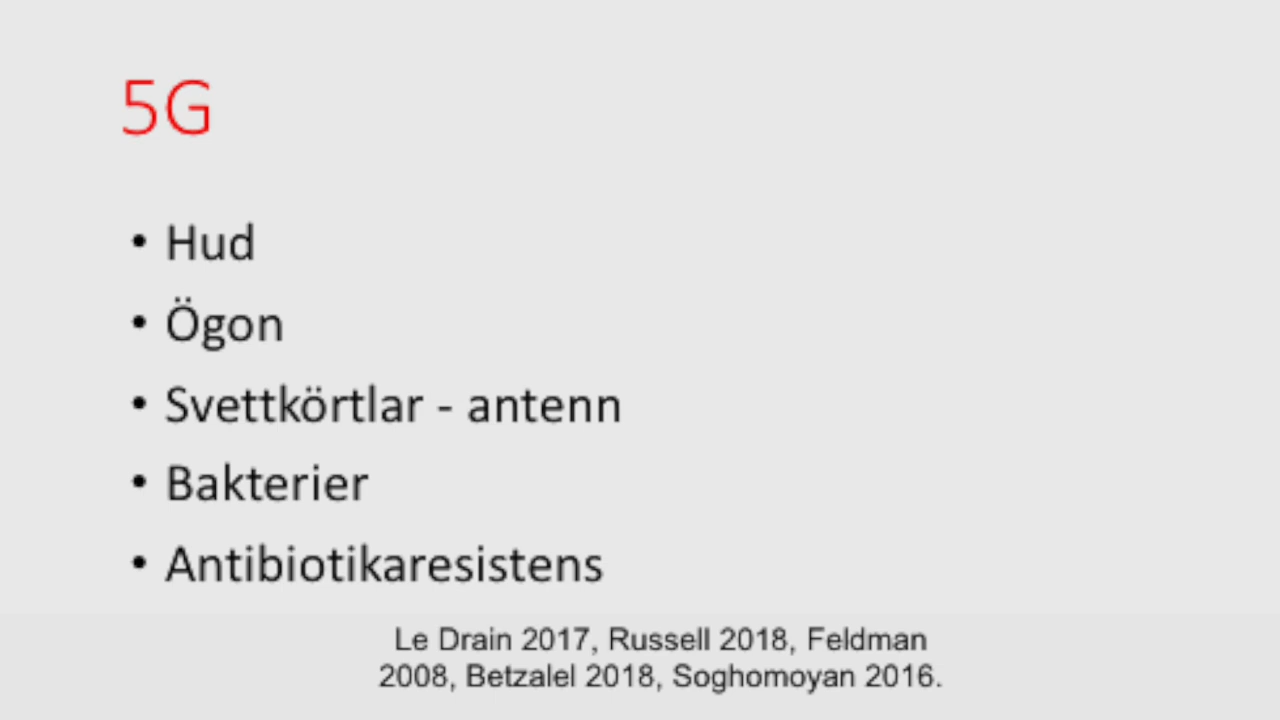 5G
• Hud
• Ögon
• Svettkörtlar - antenn
• Bakterier
• Antibiotikaresistens
Le Drain 2017, Russell 2018, Feldman
2008, Betzalel 2018, Soghomoyan 2016.